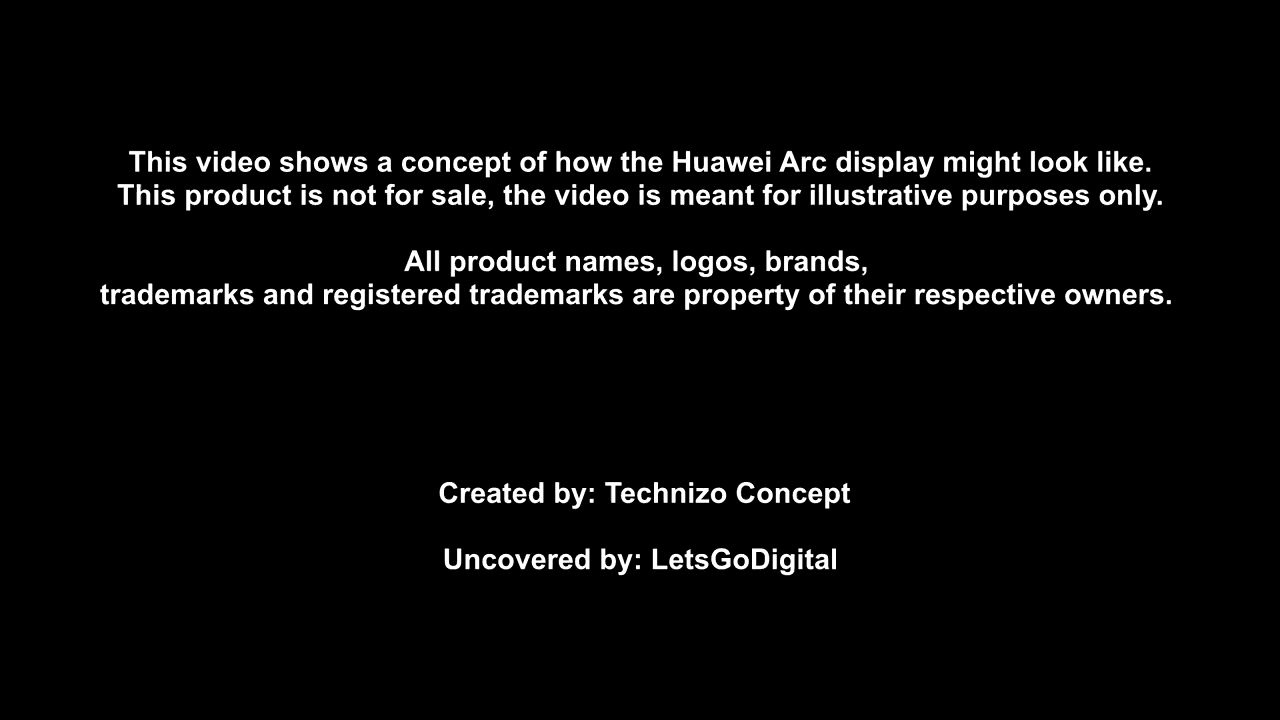 This video shows a concept of how the Huawei Arc display might look like.
This product is not for sale, the video is meant for illustrative purposes only.
All product names, logos, brands,
trademarks and registered trademarks are property of their respective owners.
Created by: Technizo Concept
Uncovered by: LetsGoDigital